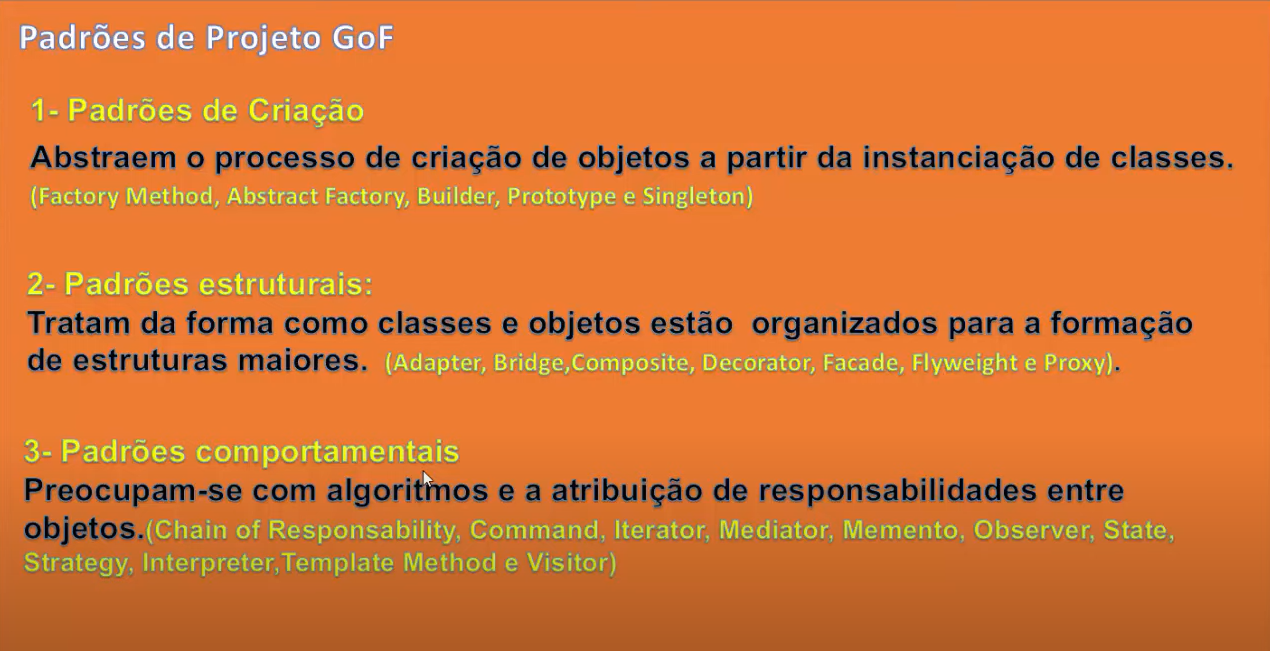 Padrões de Projeto GoF
1- Padrões de Criação
Abstraem o processo de criação de objetos a partir da instanciação de classes.
(Factory Method, Abstract Factory, Builder, Prototype e Singleton)
2- Padrões estruturais:
Tratam da forma como classes e objetos estão organizados para a formação
de estruturas maiores. (Adapter, Bridge,Composite, Decorator, Facade, Flyweight e Proxy).
3- Padrões comportamentais
Preocupam-se com algoritmos e a atribuição de responsabilidades entre
objetos.(Chain of Responsability, Command, Iterator, Mediator, Memento, Observer, State,
Strategy, Interpreter,Template Method e Visitor)